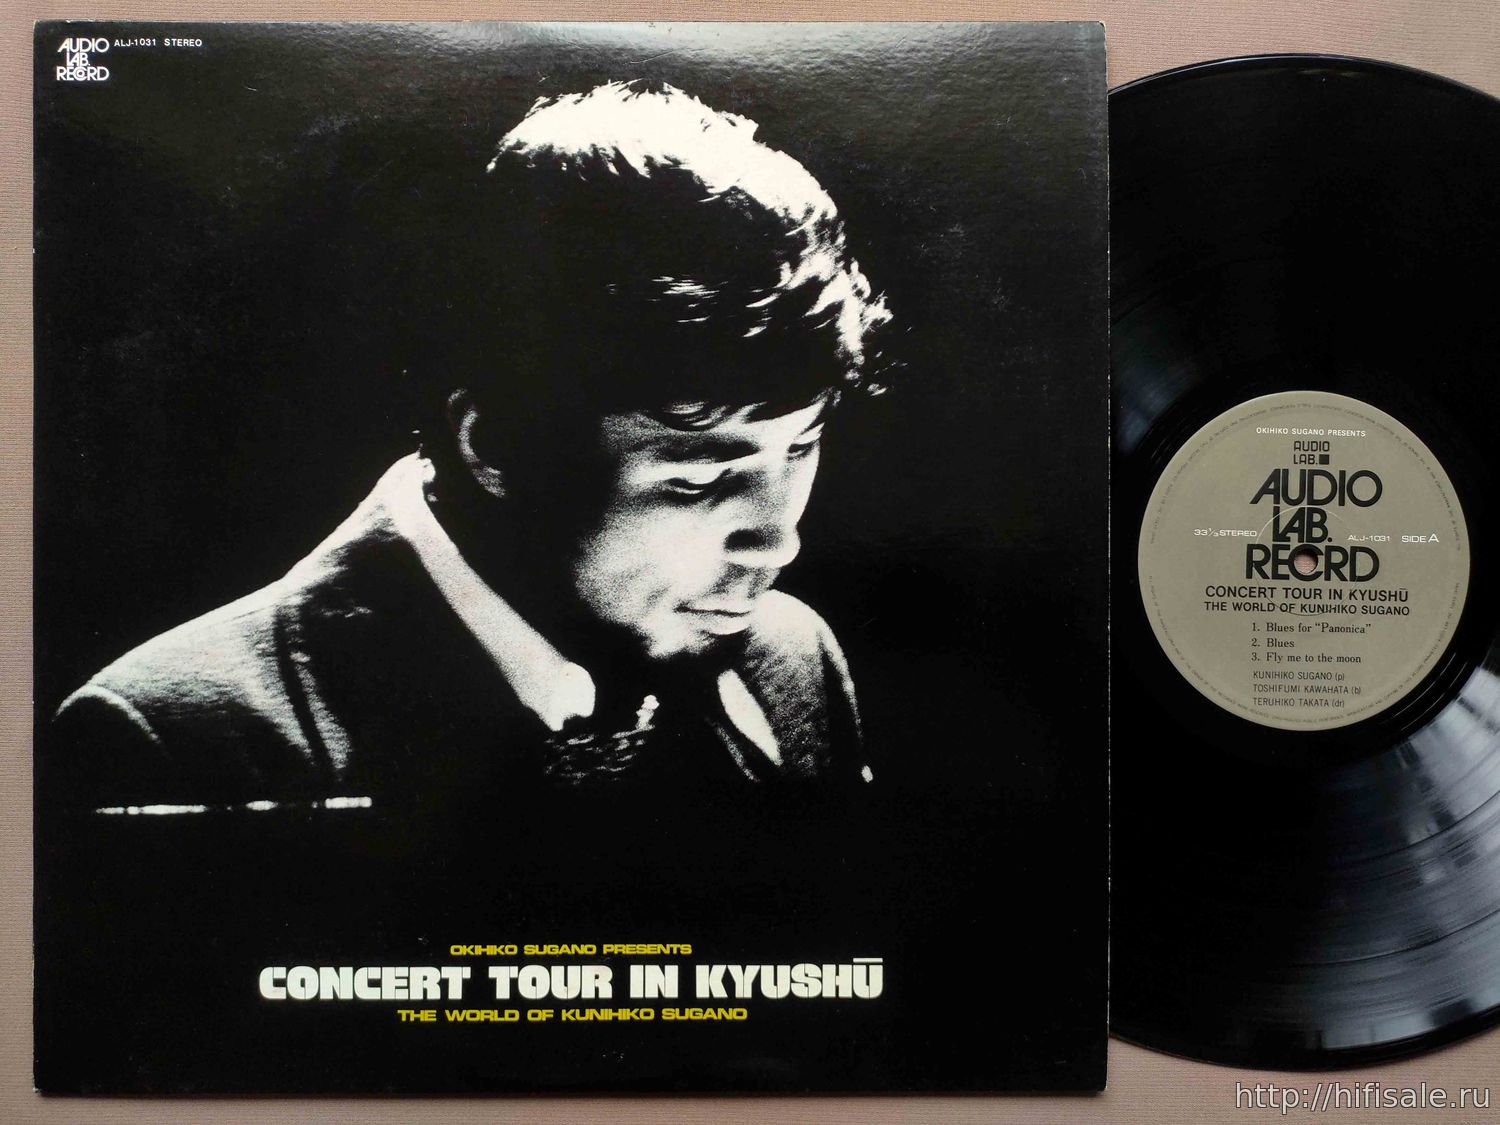 AUDIO
LAB.
RECORD
ALJ-1031 STEREO
OKIHIKO SUGANO PRESENTS
CONCERT TOUR IN KYUSHŪ
THE WORLD OF KUNIHIKO SUGANO
OKIHIKO SUGANO PRESENTS
AUDIO
LAB.
AUDIO
LAB.
RECORD
33⅓ STEREO
ALJ-1031 SIDE A
CONCERT TOUR IN KYUSHŪ
THE WORLD OF KUNIHIKO SUGANO
1. Blues for "Panonica"
2. Blues
3. Fly me to the moon
KUNIHIKO SUGANO (p)
TOSHIFUMI KAWAHATA (b)
TERUHIKO TAKATA (dr)
http://hifisale.ru